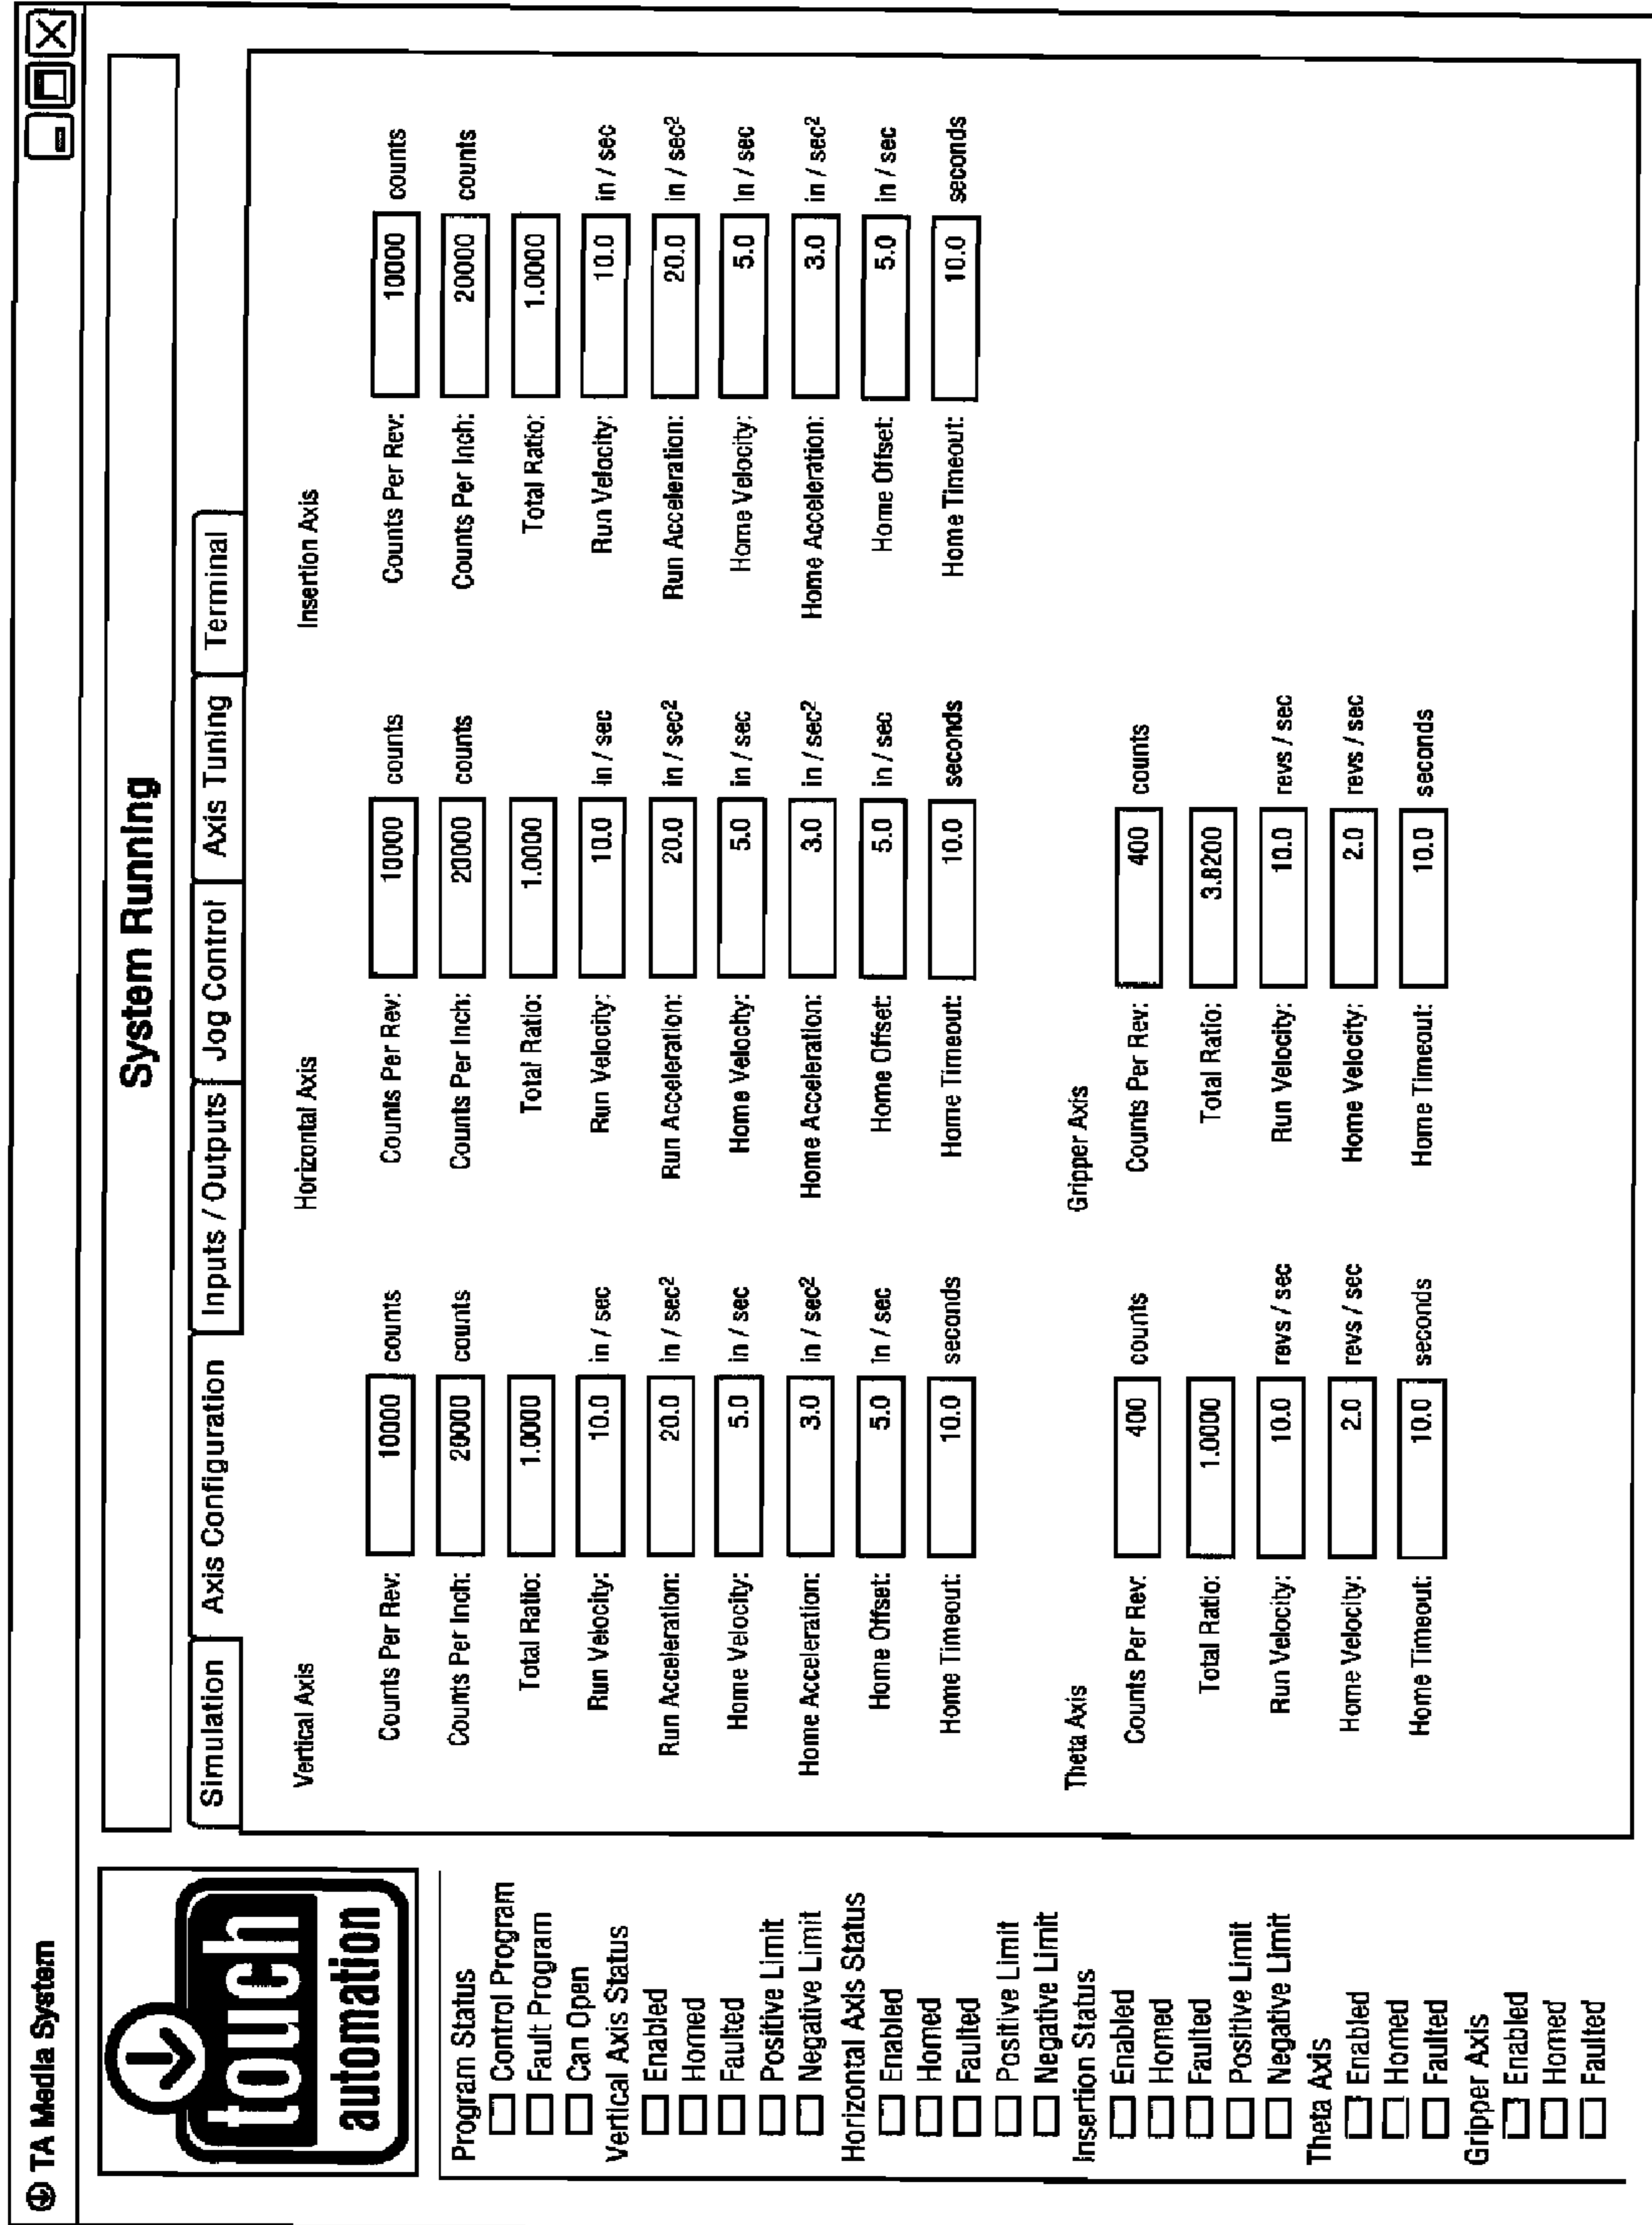 TA Media System
System Running
touch
automation
Simulation Axis Configuration Inputs / Outputs Jog Control Axis Tuning Terminal
Program Status
Control Program
Fault Program
Can Open
Vertical Axis Status
Enabled
Homed
Faulted
Positive Limit
Negative Limit
Horizontal Axis Status
Enabled
Homed
Faulted
Positive Limit
Negative Limit
Insertion Status
Enabled
Homed
Faulted
Positive Limit
Negative Limit
Theta Axis
Enabled
Homed
Faulted
Gripper Axis
Enabled
Homed
Faulted
Vertical Axis
Counts Per Rev: 10000 counts
Counts Per Inch: 20000 counts
Total Ratio: 1.0000
Run Velocity: 10.0 in / sec
Run Acceleration: 20.0 in / sec²
Home Velocity: 5.0 in / sec
Home Acceleration: 3.0 in / sec²
Home Offset: 5.0 in / sec
Home Timeout: 10.0 seconds
Horizontal Axis
Counts Per Rev: 10000 counts
Counts Per Inch: 20000 counts
Total Ratio: 1.0000
Run Velocity: 10.0 in / sec
Run Acceleration: 20.0 in / sec²
Home Velocity: 5.0 in / sec
Home Acceleration: 3.0 in / sec²
Home Offset: 5.0 in / sec
Home Timeout: 10.0 seconds
Insertion Axis
Counts Per Rev: 10000 counts
Counts Per Inch: 20000 counts
Total Ratio: 1.0000
Run Velocity: 10.0 in / sec
Run Acceleration: 20.0 in / sec²
Home Velocity: 5.0 in / sec
Home Acceleration: 3.0 in / sec²
Home Offset: 5.0 in / sec
Home Timeout: 10.0 seconds
Theta Axis
Counts Per Rev: 400 counts
Total Ratio: 1.0000
Run Velocity: 10.0 revs / sec
Home Velocity: 2.0 revs / sec
Home Timeout: 10.0 seconds
Gripper Axis
Counts Per Rev: 400 counts
Total Ratio: 3.8200
Run Velocity: 10.0 revs / sec
Home Velocity: 2.0 revs / sec
Home Timeout: 10.0 seconds